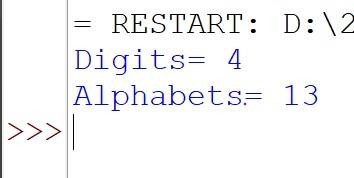 = RESTART: D:\2
Digits= 4
Alphabets= 13
>>>